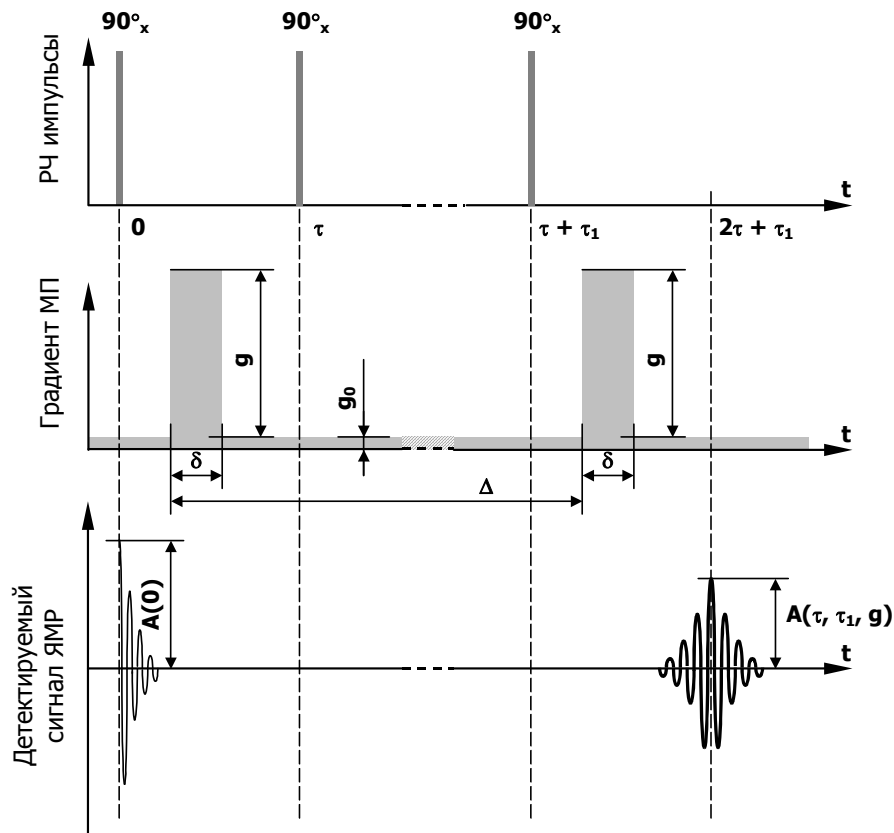 90°x 90°x 90°x
РЧ импульсы
t
0 τ τ + τ1 2τ + τ1
Градиент МП
g g0 g
t
δ Δ δ
Детектируемый
сигнал ЯМР
A(0)
A(τ, τ1, g)
t